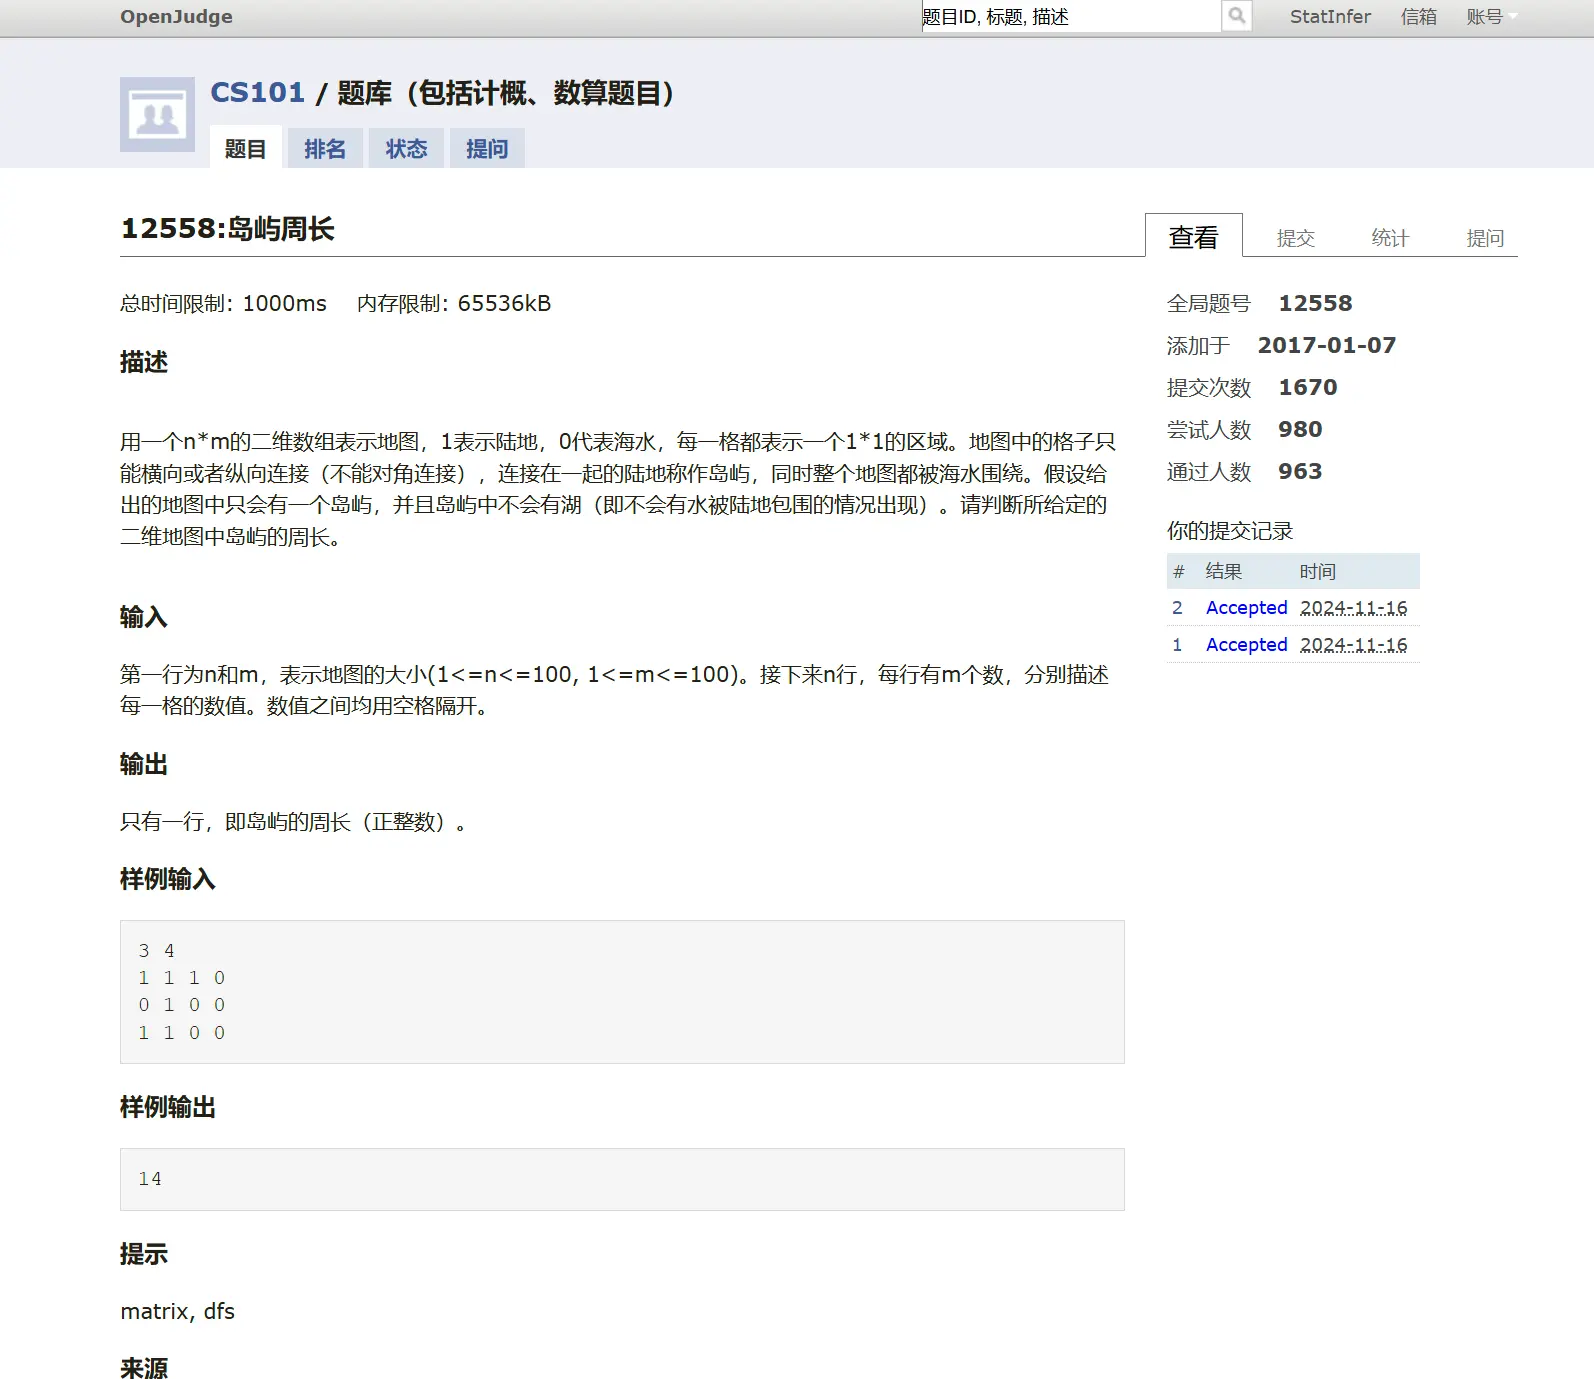 OpenJudge
题目ID, 标题, 描述
StatInfer 信箱 账号
CS101 / 题库（包括计概、数算题目）
题目 排名 状态 提问
12558:岛屿周长
查看 提交 统计 提问
总时间限制: 1000ms 内存限制: 65536kB
描述
用一个n*m的二维数组表示地图，1表示陆地，0代表海水，每一格都表示一个1*1的区域。地图中的格子只
能横向或者纵向连接（不能对角连接），连接在一起的陆地称作岛屿，同时整个地图都被海水围绕。假设给
出的地图中只会有一个岛屿，并且岛屿中不会有湖（即不会有水被陆地包围的情况出现）。请判断所给定的
二维地图中岛屿的周长。
输入
第一行为n和m，表示地图的大小(1<=n<=100, 1<=m<=100)。接下来n行，每行有m个数，分别描述
每一格的数值。数值之间均用空格隔开。
输出
只有一行，即岛屿的周长（正整数）。
样例输入
3 4
1 1 1 0
0 1 0 0
1 1 0 0
样例输出
14
提示
matrix, dfs
来源
全局题号 12558
添加于 2017-01-07
提交次数 1670
尝试人数 980
通过人数 963
你的提交记录
# 结果 时间
2 Accepted 2024-11-16
1 Accepted 2024-11-16